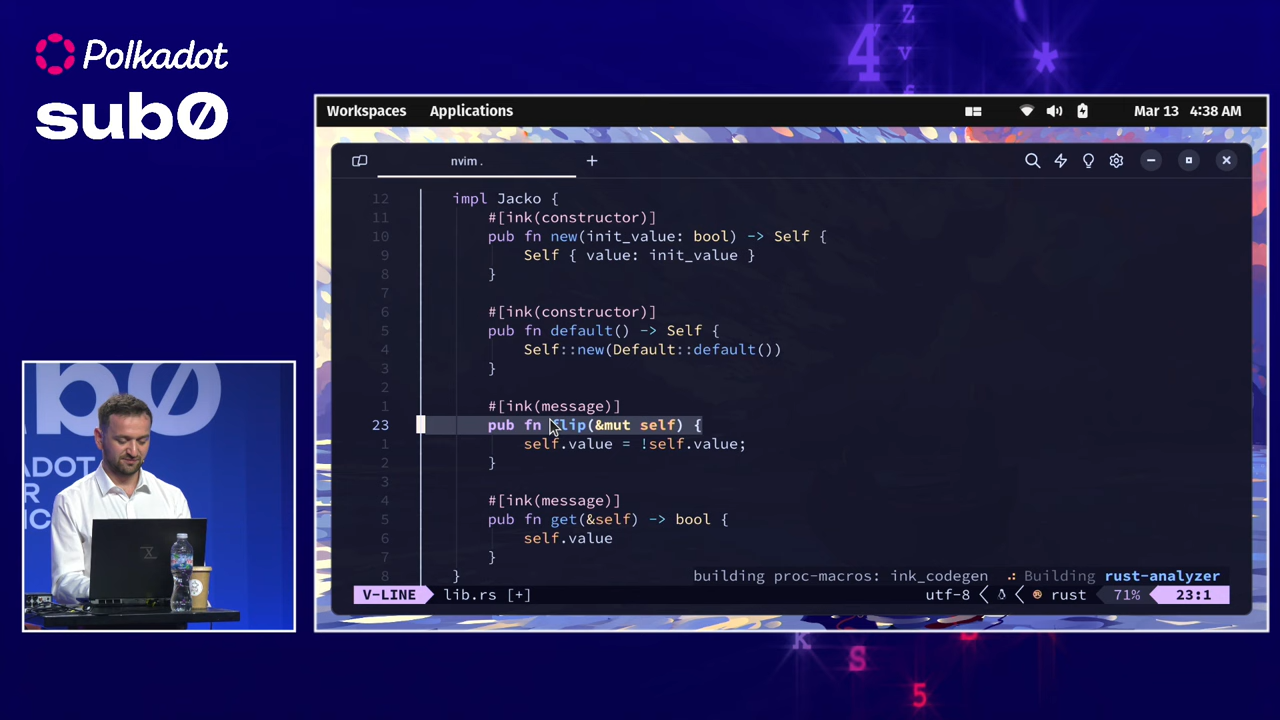 Polkadot
sub0
Workspaces Applications Mar 13 4:38 AM
nvim .
12 impl Jacko {
11 #[ink(constructor)]
10 pub fn new(init_value: bool) -> Self {
9 Self { value: init_value }
8 }
7
6 #[ink(constructor)]
5 pub fn default() -> Self {
4 Self::new(Default::default())
3 }
2
1 #[ink(message)]
23 pub fn flip(&mut self) {
1 self.value = !self.value;
2 }
3
4 #[ink(message)]
5 pub fn get(&self) -> bool {
6 self.value
7 }
8 }
building proc-macros: ink_codegen Building rust-analyzer
V-LINE lib.rs [+] utf-8 rust 71% 23:1
4
Z
v
*
S
5